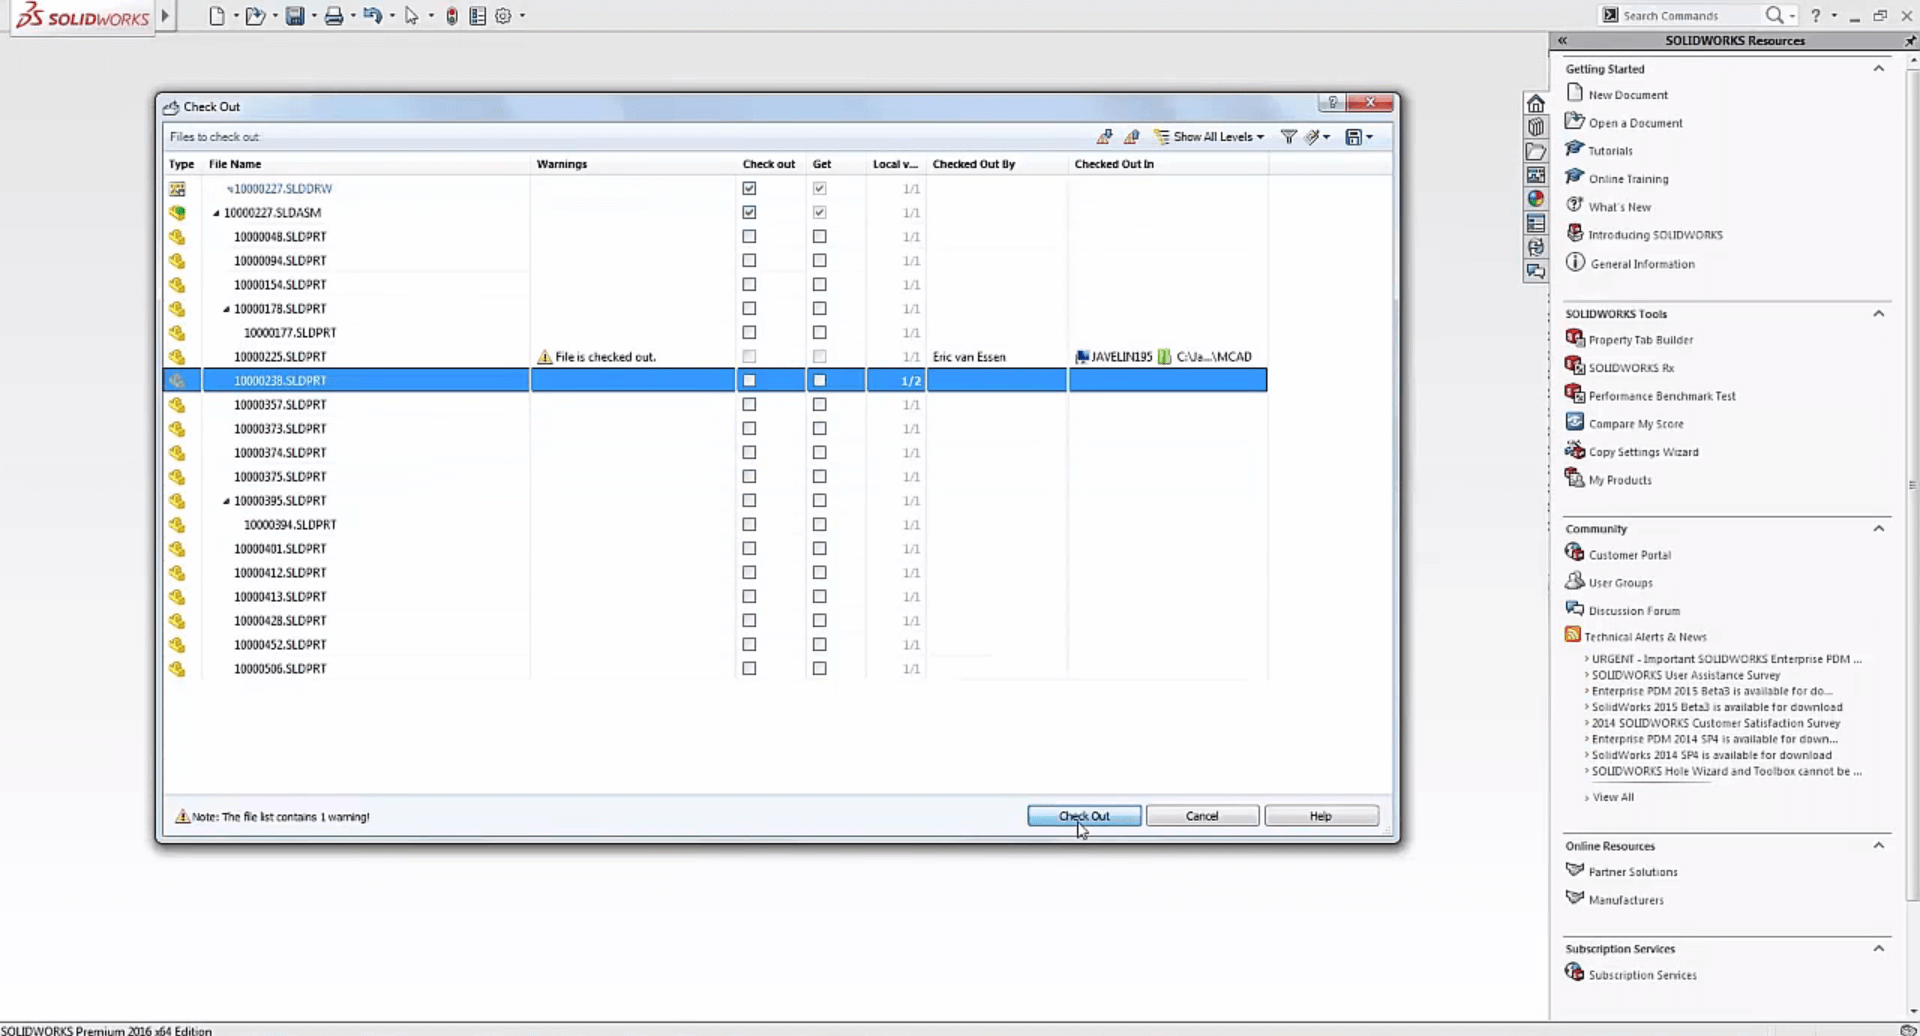 SOLIDWORKS
Search Commands
?
SOLIDWORKS Resources
Check Out
Files to check out
Show All Levels
Type File Name Warnings Check out Get Local v... Checked Out By Checked Out In
10000227.SLDDRW 1/1
10000227.SLDASM 1/1
10000048.SLDPRT 1/1
10000094.SLDPRT 1/1
10000154.SLDPRT 1/1
10000178.SLDPRT 1/1
10000177.SLDPRT 1/1
10000225.SLDPRT File is checked out. 1/1 Eric van Essen JAVELIN195 C:\Ja...\MCAD
10000238.SLDPRT 1/2
10000357.SLDPRT 1/1
10000373.SLDPRT 1/1
10000374.SLDPRT 1/1
10000375.SLDPRT 1/1
10000395.SLDPRT 1/1
10000394.SLDPRT 1/1
10000401.SLDPRT 1/1
10000412.SLDPRT 1/1
10000413.SLDPRT 1/1
10000428.SLDPRT 1/1
10000452.SLDPRT 1/1
10000506.SLDPRT 1/1
Note: The file list contains 1 warning!
Check Out Cancel Help
Getting Started
New Document
Open a Document
Tutorials
Online Training
What's New
Introducing SOLIDWORKS
General Information
SOLIDWORKS Tools
Property Tab Builder
SOLIDWORKS Rx
Performance Benchmark Test
Compare My Score
Copy Settings Wizard
My Products
Community
Customer Portal
User Groups
Discussion Forum
Technical Alerts & News
URGENT - Important SOLIDWORKS Enterprise PDM ...
SOLIDWORKS User Assistance Survey
Enterprise PDM 2015 Beta3 is available for do...
SolidWorks 2015 Beta3 is available for download
2014 SOLIDWORKS Customer Satisfaction Survey
Enterprise PDM 2014 SP4 is available for down...
SolidWorks 2014 SP4 is available for download
SOLIDWORKS Hole Wizard and Toolbox cannot be ...
View All
Online Resources
Partner Solutions
Manufacturers
Subscription Services
Subscription Services
SOLIDWORKS Premium 2016 x64 Edition